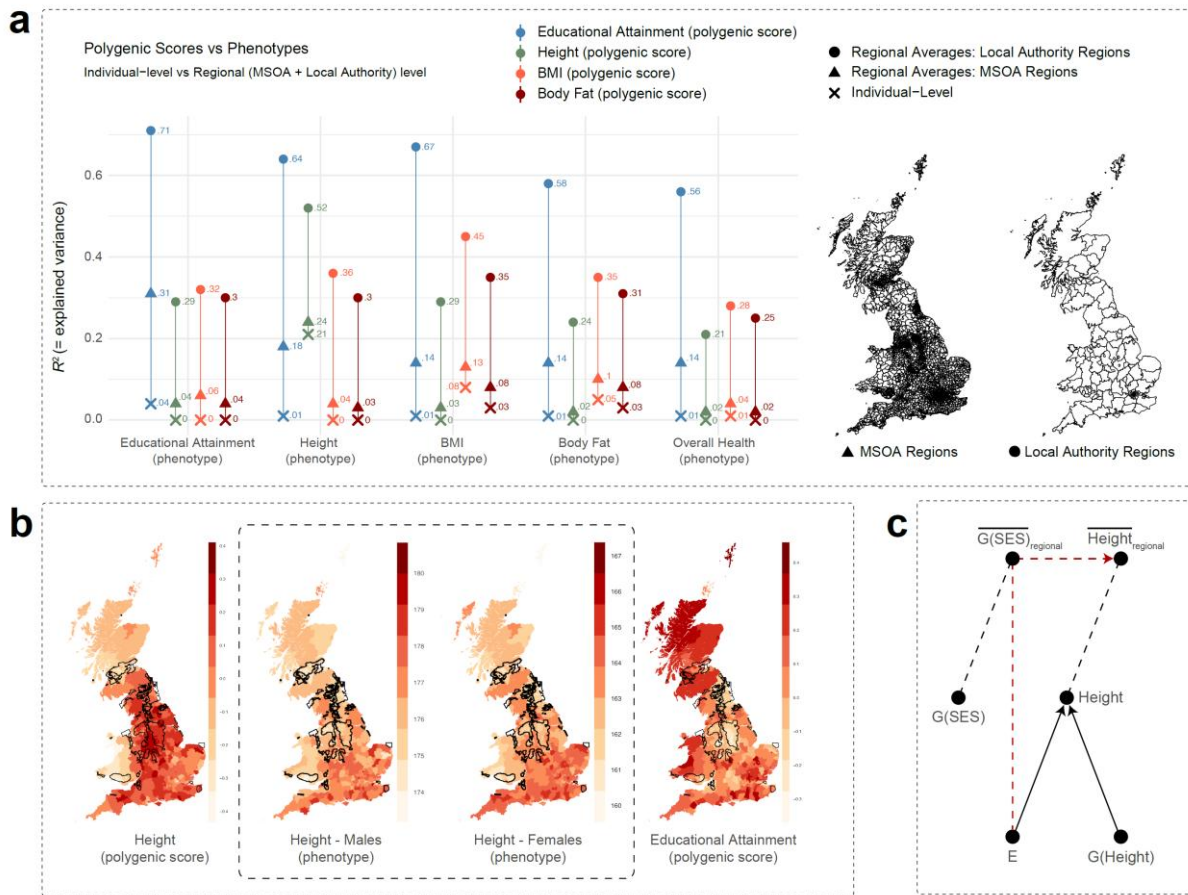 a
Polygenic Scores vs Phenotypes
Individual−level vs Regional (MSOA + Local Authority) level
Educational Attainment (polygenic score)
Height (polygenic score)
BMI (polygenic score)
Body Fat (polygenic score)
Regional Averages: Local Authority Regions
Regional Averages: MSOA Regions
Individual−Level
R² (= explained variance)
0.6
0.4
0.2
0.0
.71
.31
.04
.29
.04
0
.32
.06
0
.3
.04
0
.64
.18
.01
.52
.24
.21
.36
.04
0
.3
.03
0
.67
.14
.01
.29
.03
0
.45
.13
.08
.35
.08
.03
.58
.14
.01
.24
.02
0
.35
.1
.05
.31
.08
.03
.56
.14
.01
.21
.02
0
.28
.04
.01
.25
.02
0
Educational Attainment
(phenotype)
Height
(phenotype)
BMI
(phenotype)
Body Fat
(phenotype)
Overall Health
(phenotype)
MSOA Regions
Local Authority Regions
b
180
179
178
177
176
175
174
167
166
165
164
163
162
161
160
Height
(polygenic score)
Height - Males
(phenotype)
Height - Females
(phenotype)
Educational Attainment
(polygenic score)
c
G(SES)regional
Heightregional
G(SES)
Height
E
G(Height)